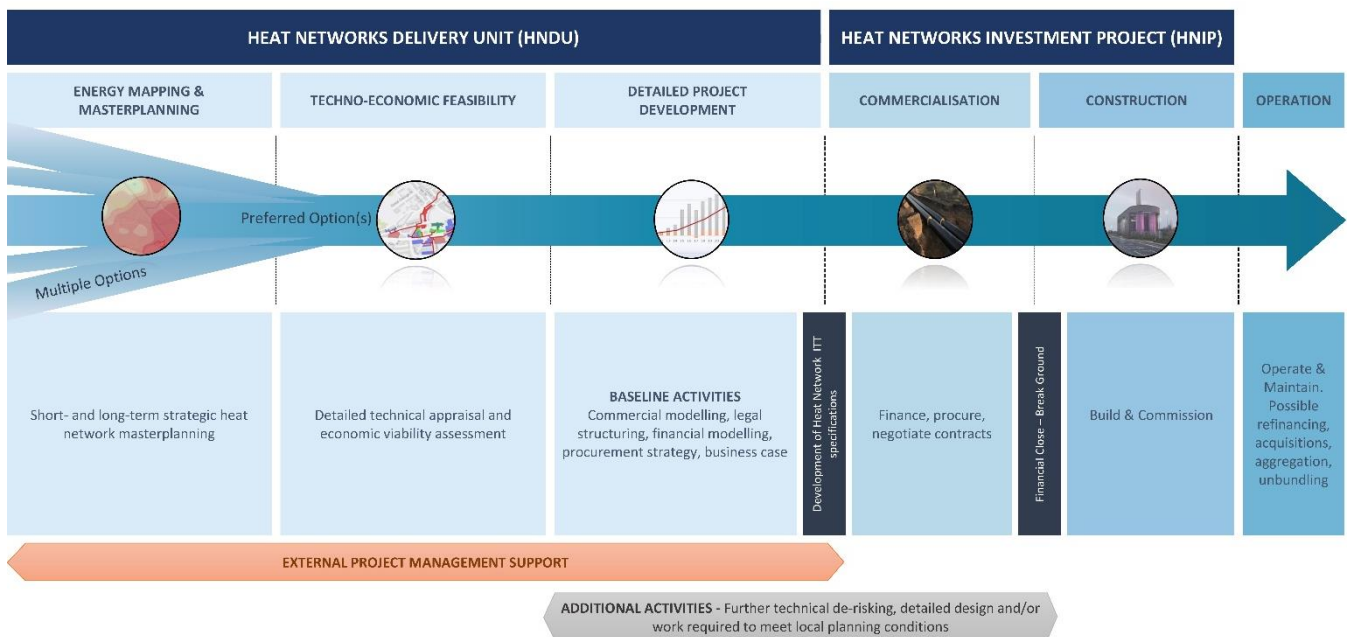 HEAT NETWORKS DELIVERY UNIT (HNDU)
HEAT NETWORKS INVESTMENT PROJECT (HNIP)
ENERGY MAPPING &
MASTERPLANNING
TECHNO-ECONOMIC FEASIBILITY
DETAILED PROJECT
DEVELOPMENT
COMMERCIALISATION
CONSTRUCTION
OPERATION
Preferred Option(s)
Multiple Options
Short- and long-term strategic heat
network masterplanning
Detailed technical appraisal and
economic viability assessment
BASELINE ACTIVITIES
Commercial modelling, legal
structuring, financial modelling,
procurement strategy, business case
Development of Heat Network ITT
specifications
Finance, procure,
negotiate contracts
Financial Close – Break Ground
Build & Commission
Operate &
Maintain.
Possible
refinancing,
acquisitions,
aggregation,
unbundling
EXTERNAL PROJECT MANAGEMENT SUPPORT
ADDITIONAL ACTIVITIES - Further technical de-risking, detailed design and/or
work required to meet local planning conditions